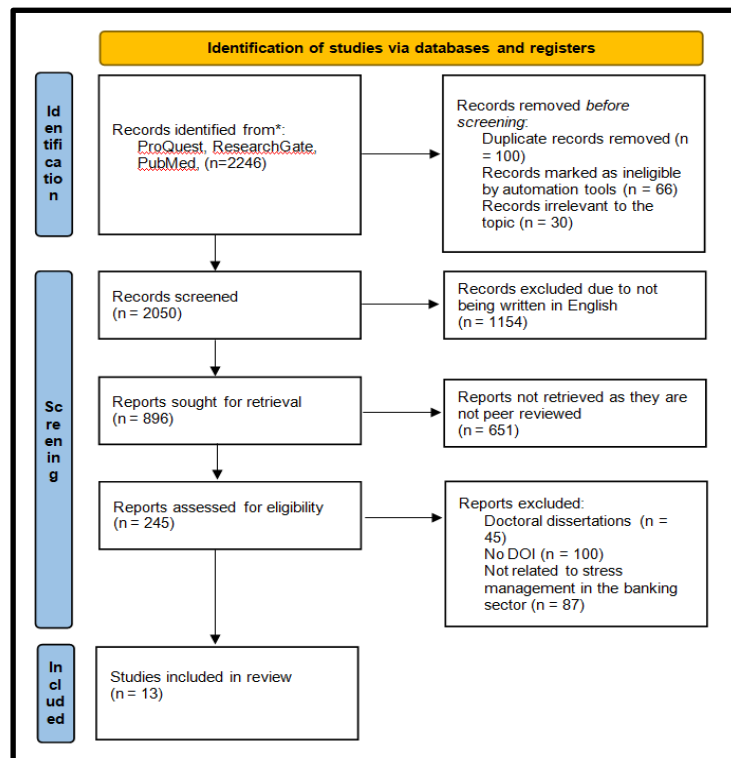 Identification of studies via databases and registers
Id
entifi
catio
n
Records identified from*:
ProQuest, ResearchGate,
PubMed, (n=2246)
Records removed before
screening:
Duplicate records removed (n
= 100)
Records marked as ineligible
by automation tools (n = 66)
Records irrelevant to the
topic (n = 30)
Sc
re
en
in
g
Records screened
(n = 2050)
Records excluded due to not
being written in English
(n = 1154)
Reports sought for retrieval
(n = 896)
Reports not retrieved as they are
not peer reviewed
(n = 651)
Reports assessed for eligibility
(n = 245)
Reports excluded:
Doctoral dissertations (n =
45)
No DOI (n = 100)
Not related to stress
management in the banking
sector (n = 87)
In
cl
ud
ed
Studies included in review
(n = 13)